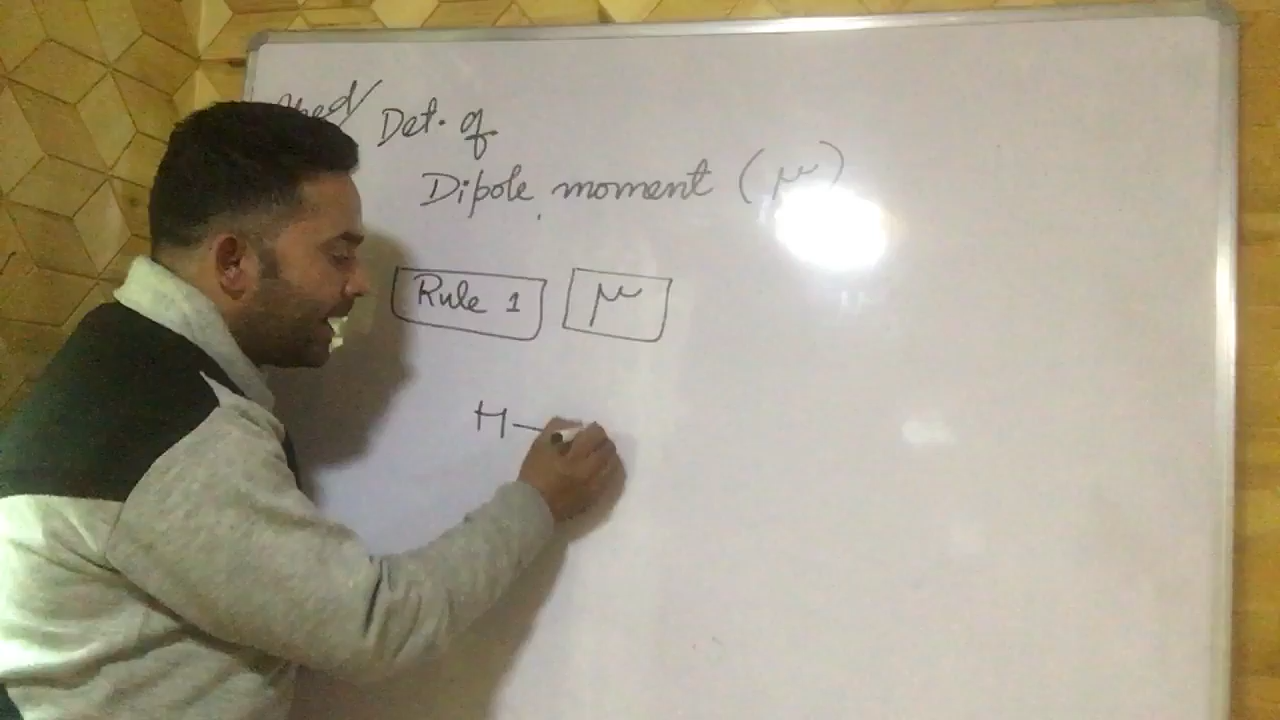 Det. of
Dipole moment (μ)
Rule 1 μ
H—